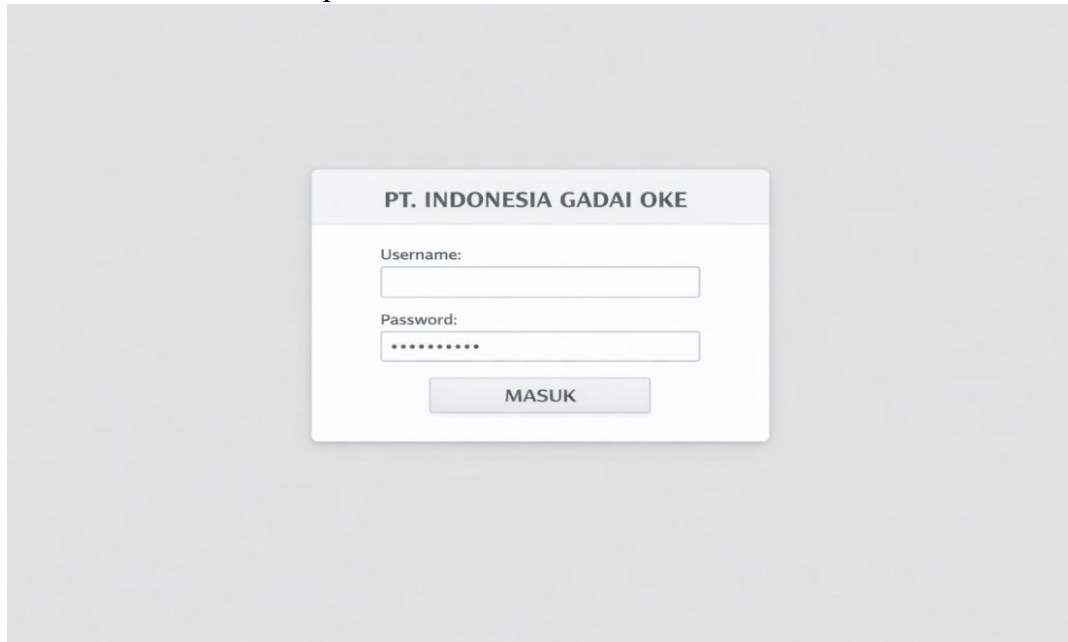 PT. INDONESIA GADAI OKE
Username:
Password:
••••••••••
MASUK